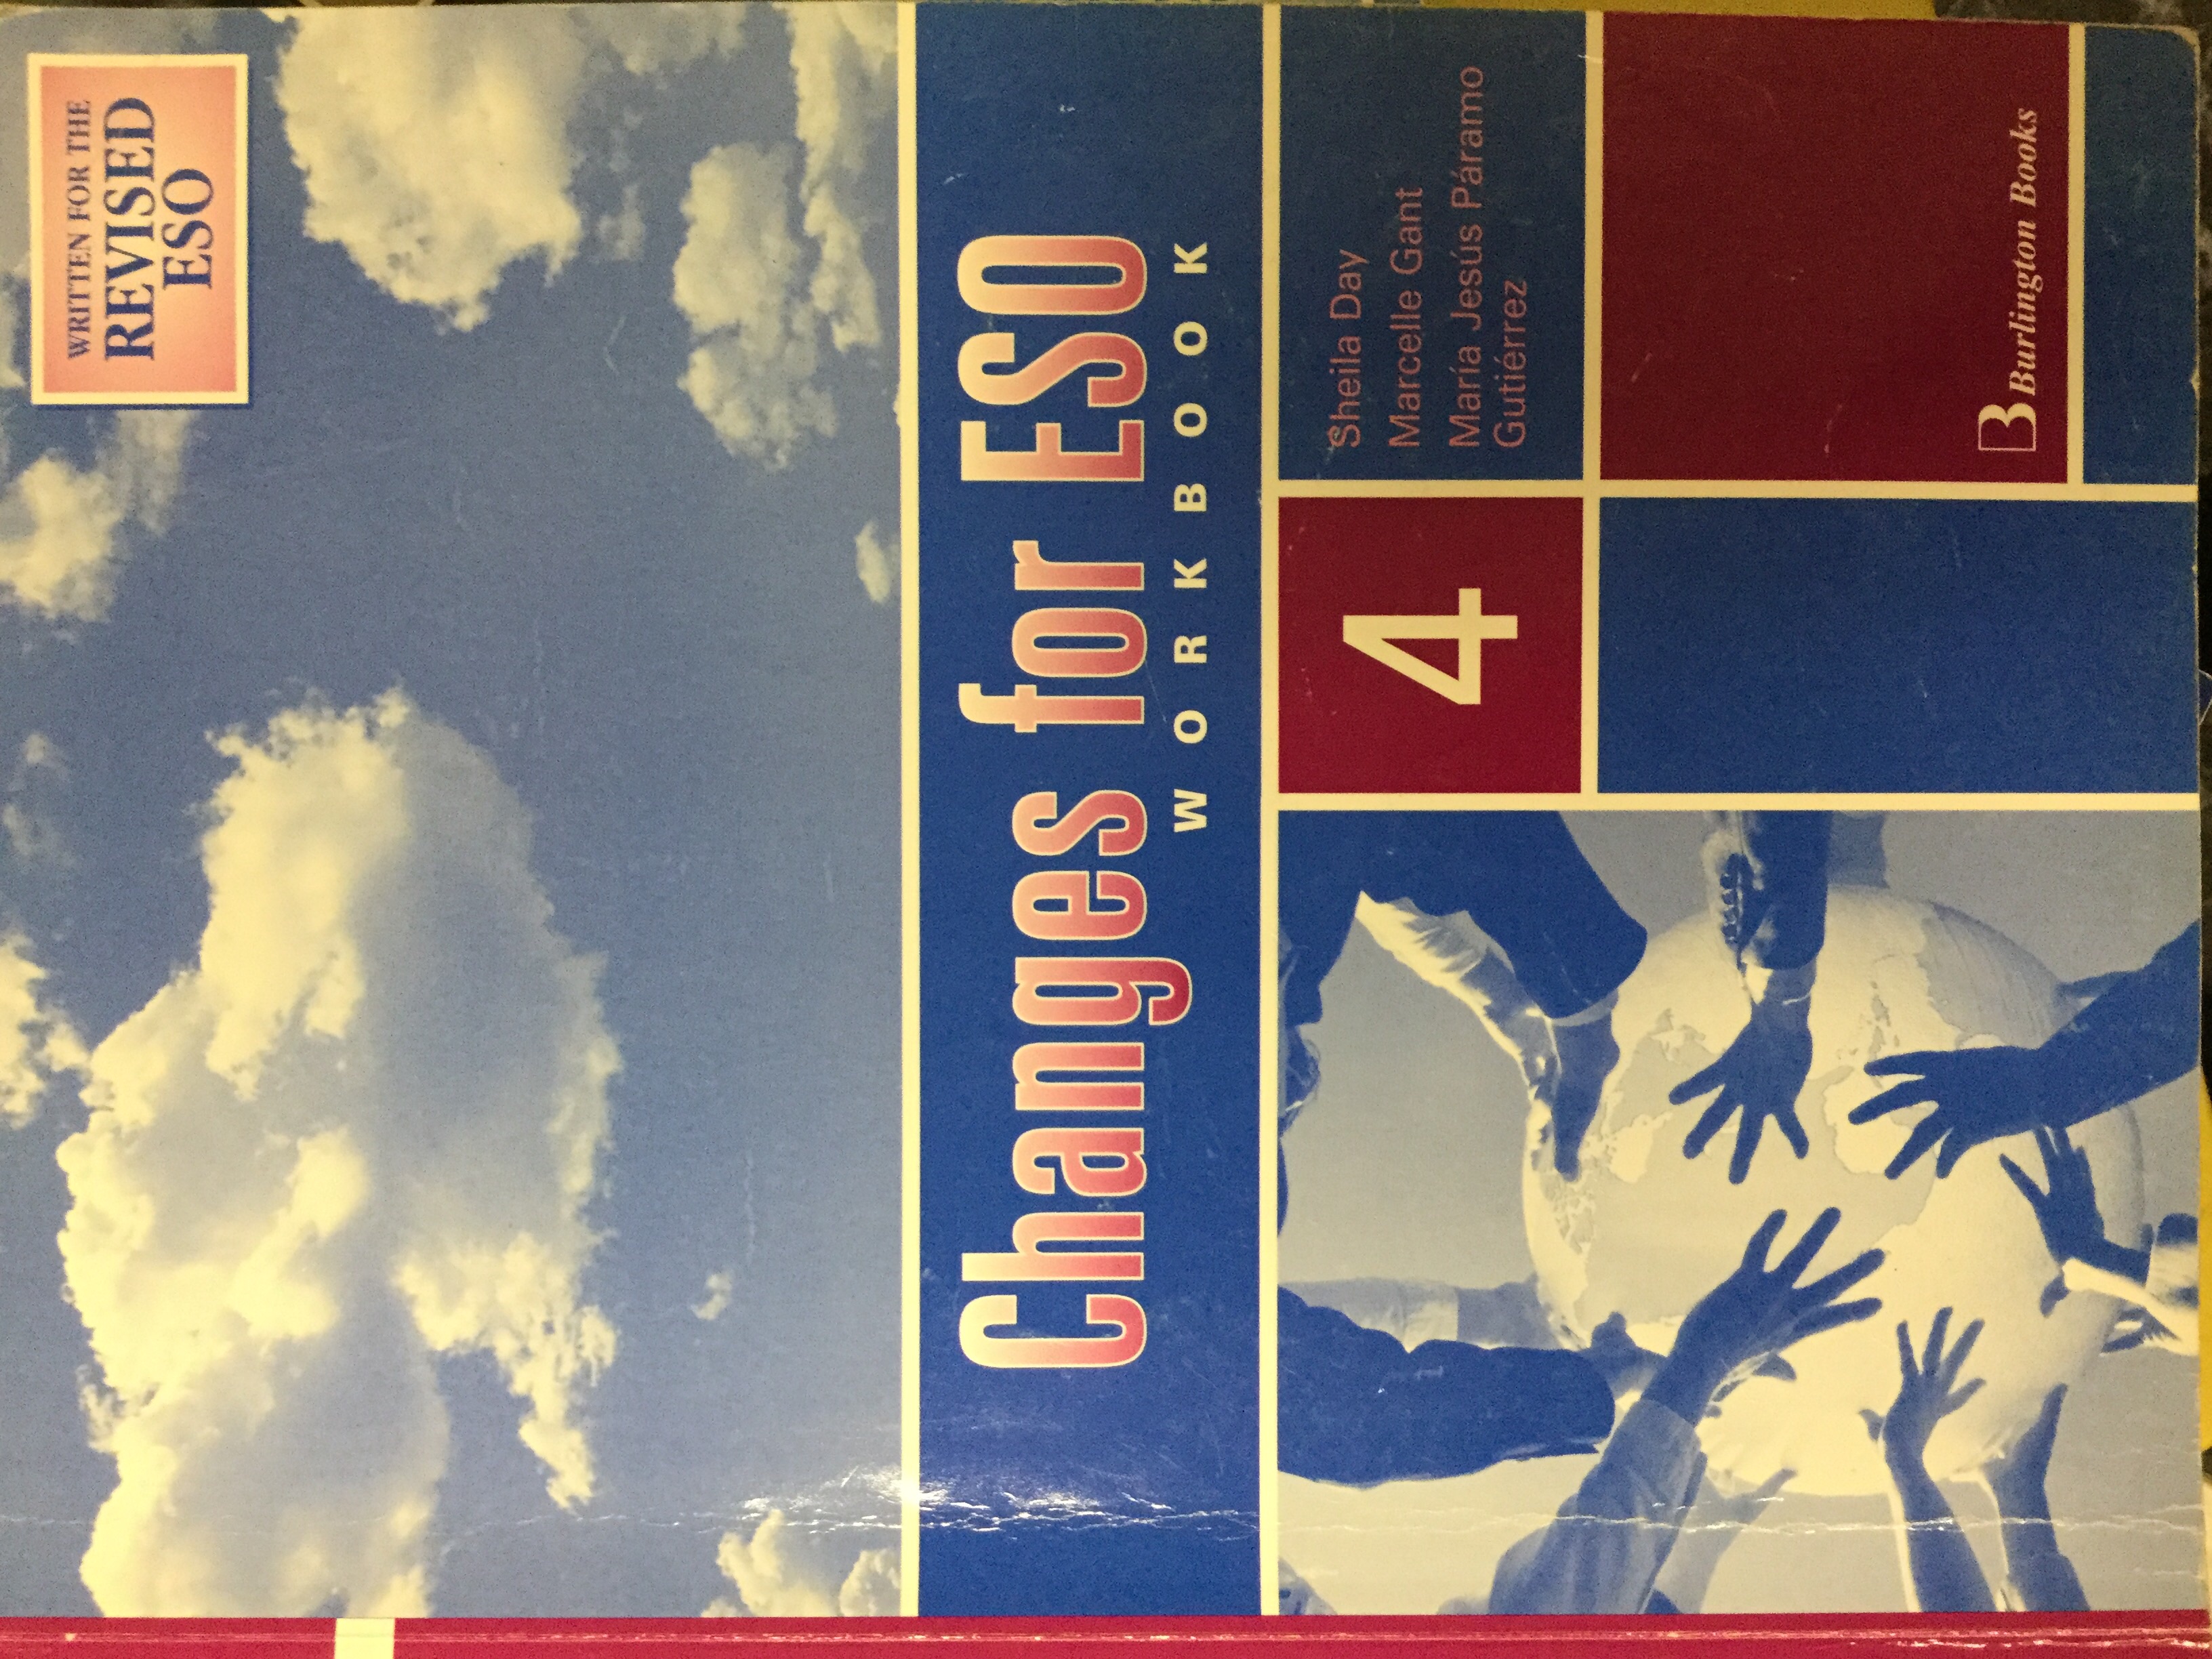 WRITTEN FOR THE
REVISED
ESO
Changes for ESO
WORKBOOK
4
Sheila Day
Marcelle Gant
María Jesús Páramo
Gutiérrez
B Burlington Books